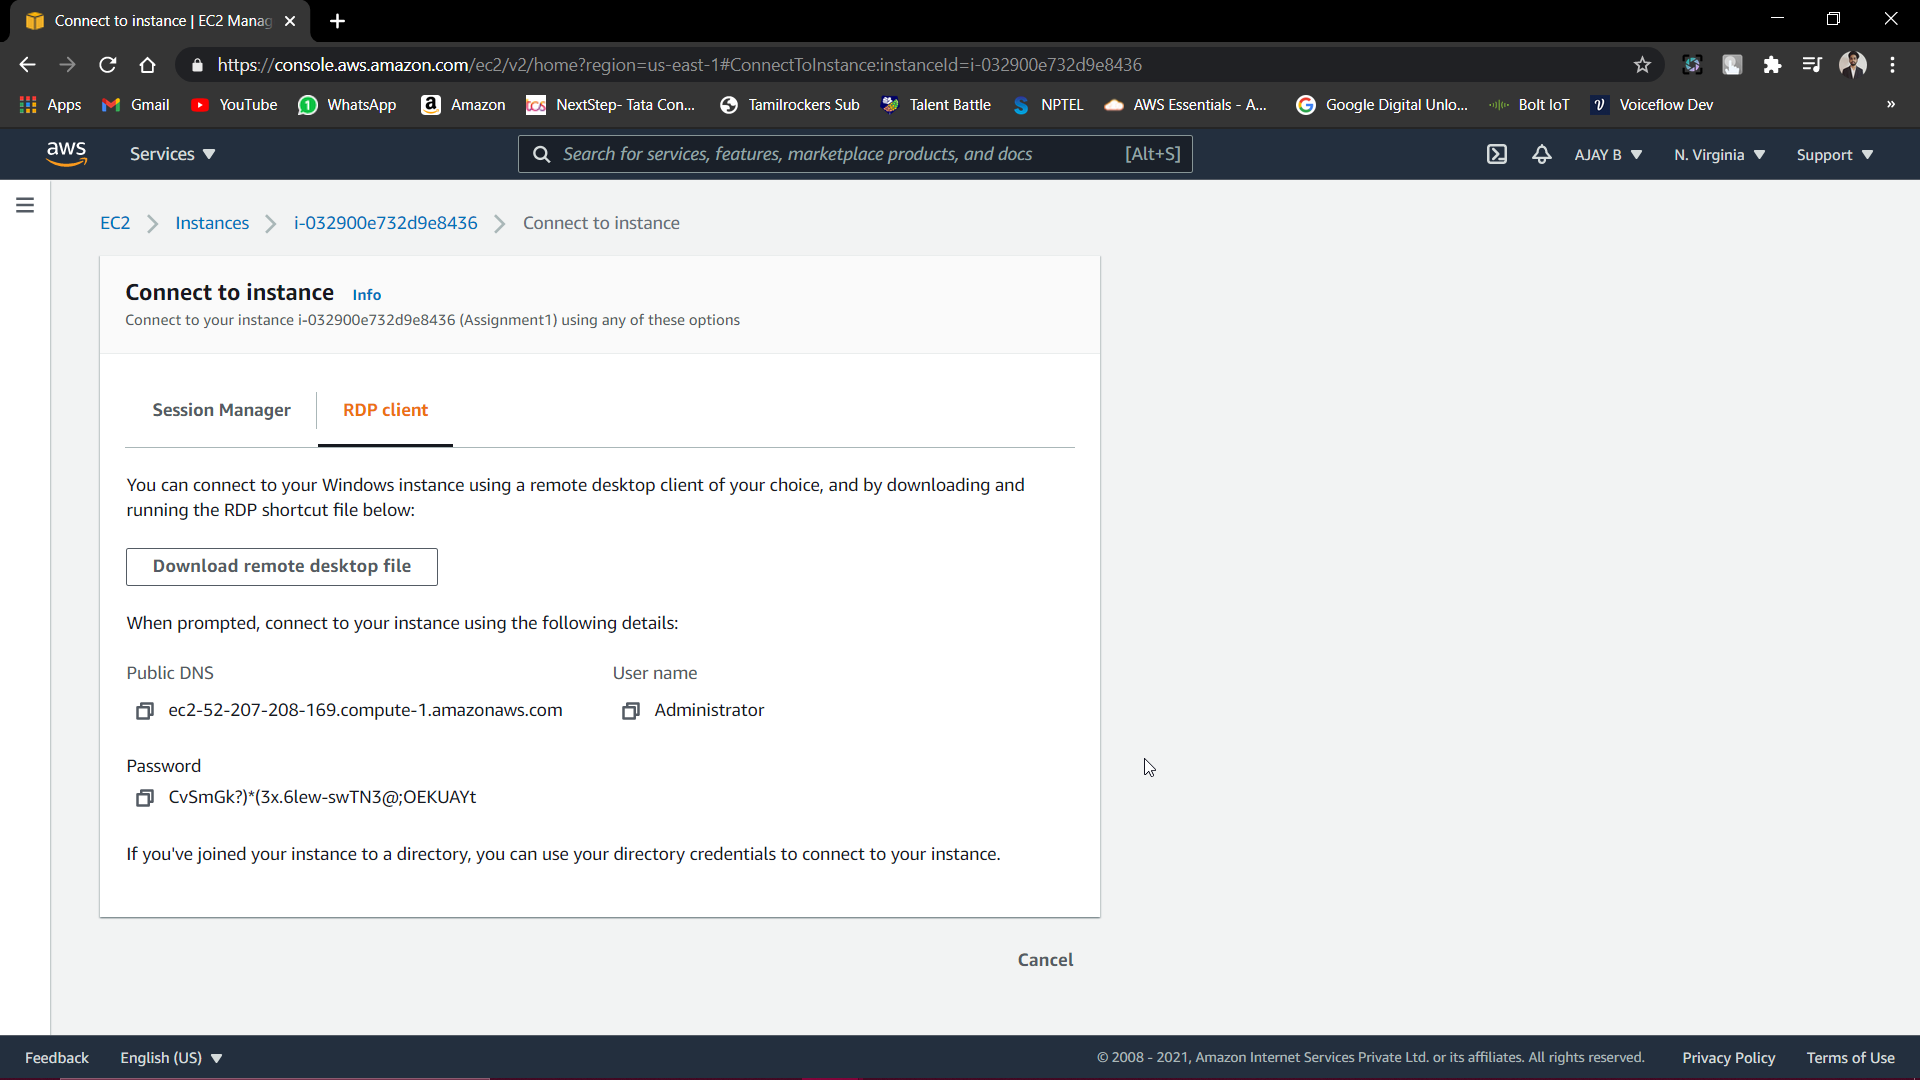 Connect to instance | EC2 Manag
https://console.aws.amazon.com/ec2/v2/home?region=us-east-1#ConnectToInstance:instanceId=i-032900e732d9e8436
Apps Gmail YouTube WhatsApp Amazon NextStep- Tata Con... Tamilrockers Sub Talent Battle NPTEL AWS Essentials - A... Google Digital Unlo... Bolt IoT Voiceflow Dev »
aws Services Search for services, features, marketplace products, and docs [Alt+S] AJAY B N. Virginia Support
EC2 Instances i-032900e732d9e8436 Connect to instance
Connect to instance Info
Connect to your instance i-032900e732d9e8436 (Assignment1) using any of these options
Session Manager RDP client
You can connect to your Windows instance using a remote desktop client of your choice, and by downloading and
running the RDP shortcut file below:
Download remote desktop file
When prompted, connect to your instance using the following details:
Public DNS User name
ec2-52-207-208-169.compute-1.amazonaws.com Administrator
Password
CvSmGk?)*(3x.6lew-swTN3@;OEKUAYt
If you've joined your instance to a directory, you can use your directory credentials to connect to your instance.
Cancel
Feedback English (US) © 2008 - 2021, Amazon Internet Services Private Ltd. or its affiliates. All rights reserved. Privacy Policy Terms of Use